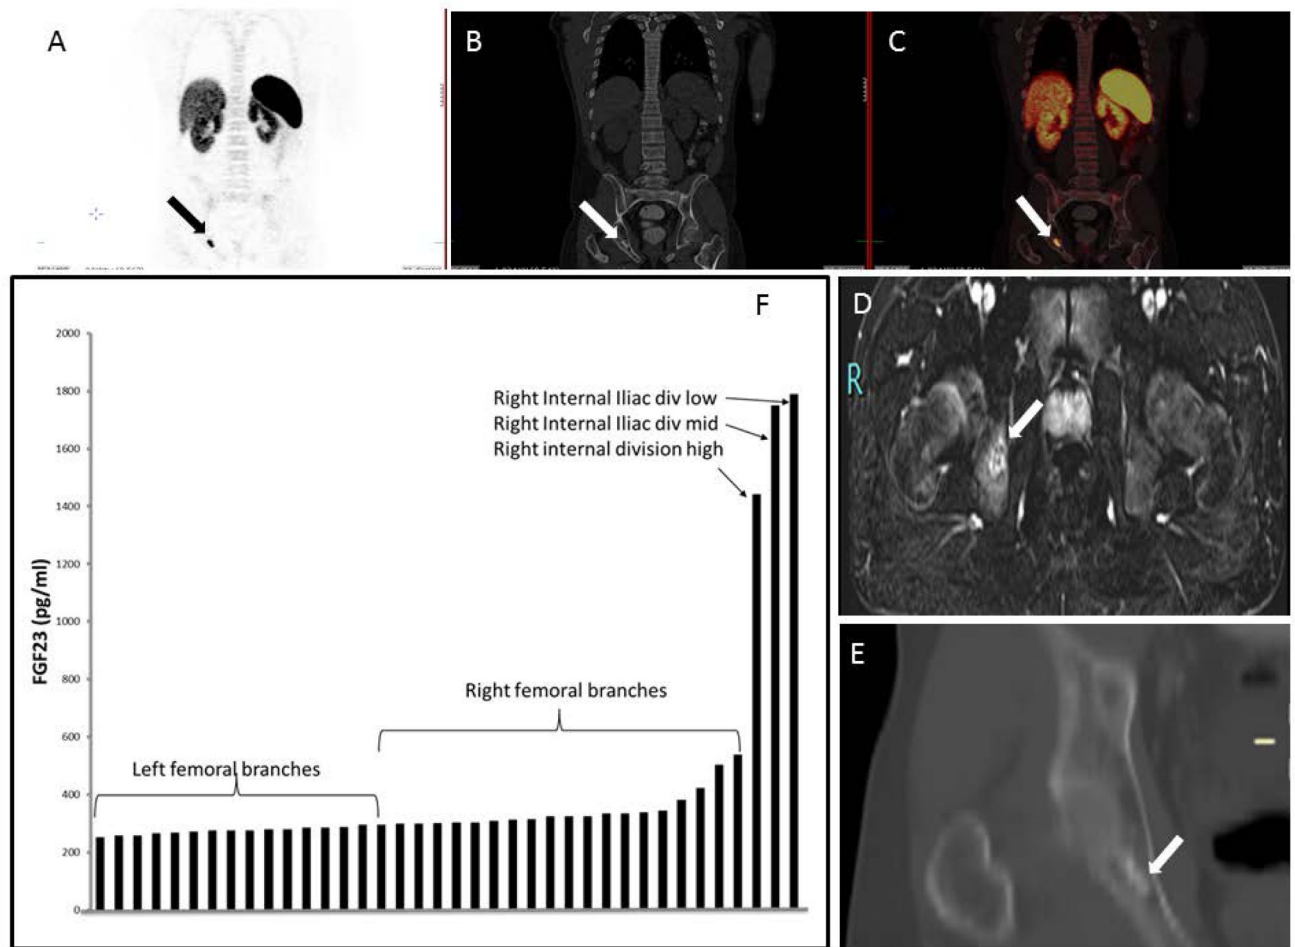 A
B
C
F
2000
1800
1600
1400
1200
1000
800
600
400
200
0
FGF23 (pg/ml)
Right Internal Iliac div low
Right Internal Iliac div mid
Right internal division high
Right femoral branches
Left femoral branches
D
R
E